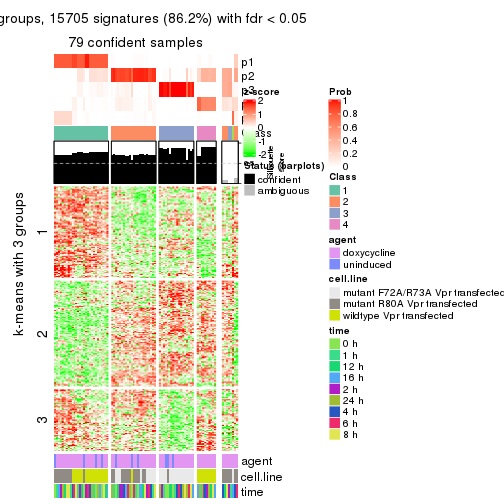 groups, 15705 signatures (86.2%) with fdr < 0.05
79 confident samples
p1
p2
z-score
2
1
0
-1
-2
Prob
1
0.8
0.6
0.4
0.2
0
Silhouette
score
Status (barplots)
confident
ambiguous
Class
1
2
3
4
agent
doxycycline
uninduced
cell.line
mutant F72A/R73A Vpr transfected
mutant R80A Vpr transfected
wildtype Vpr transfected
time
0 h
1 h
12 h
16 h
2 h
24 h
4 h
6 h
8 h
k-means with 3 groups
1
2
3
agent
cell.line
time